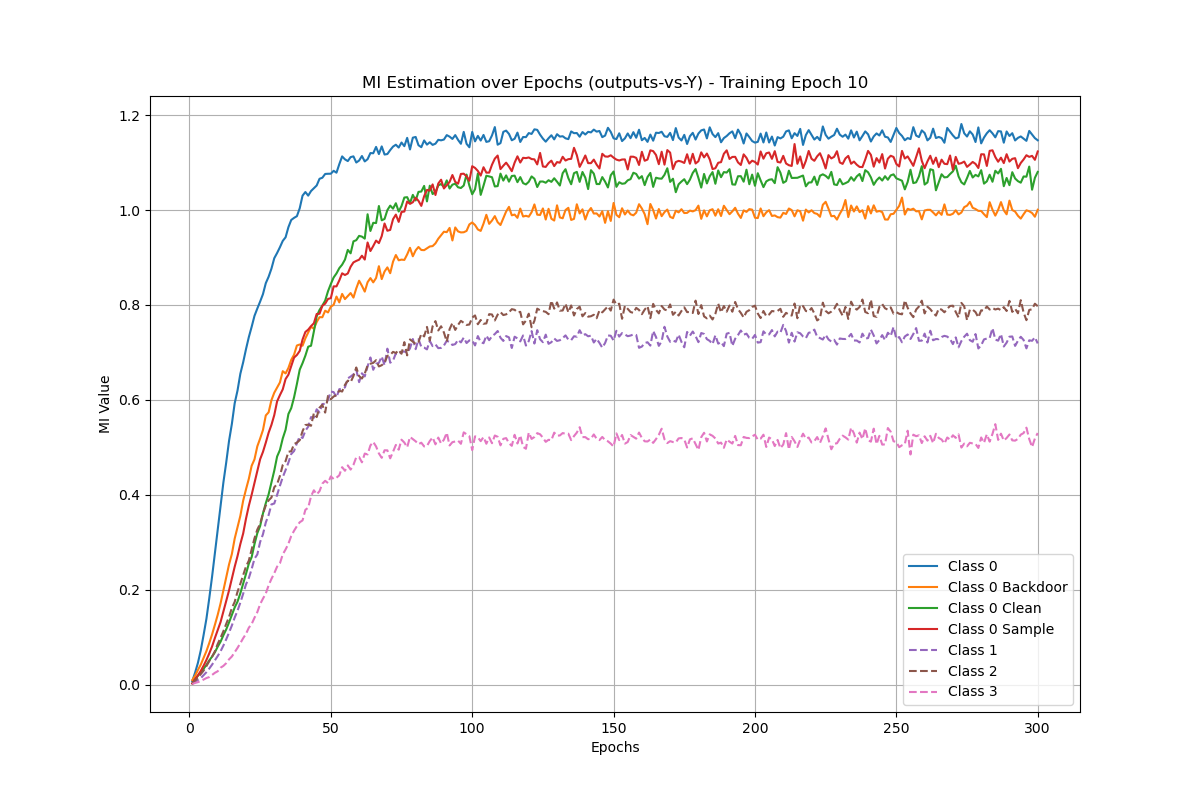 MI Estimation over Epochs (outputs-vs-Y) - Training Epoch 10
1.2
1.0
0.8
0.6
0.4
0.2
0.0
MI Value
0
50
100
150
200
250
300
Epochs
Class 0
Class 0 Backdoor
Class 0 Clean
Class 0 Sample
Class 1
Class 2
Class 3